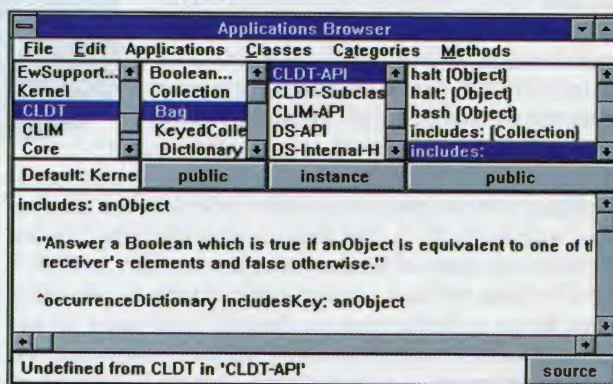 Applications Browser
File Edit Applications Classes Categories Methods
EwSupport...
Kernel
CLDT
CLIM
Core
Boolean...
Collection
Bag
KeyedColle
Dictionary
CLDT-API
CLDT-Subclas
CLIM-API
DS-API
DS-Internal-H
halt (Object)
halt: (Object)
hash (Object)
includes: (Collection)
includes:
Default: Kerne public instance public
includes: anObject
"Answer a Boolean which is true if anObject is equivalent to one of th
receiver's elements and false otherwise."
^occurrenceDictionary includesKey: anObject
Undefined from CLDT in 'CLDT-API' source